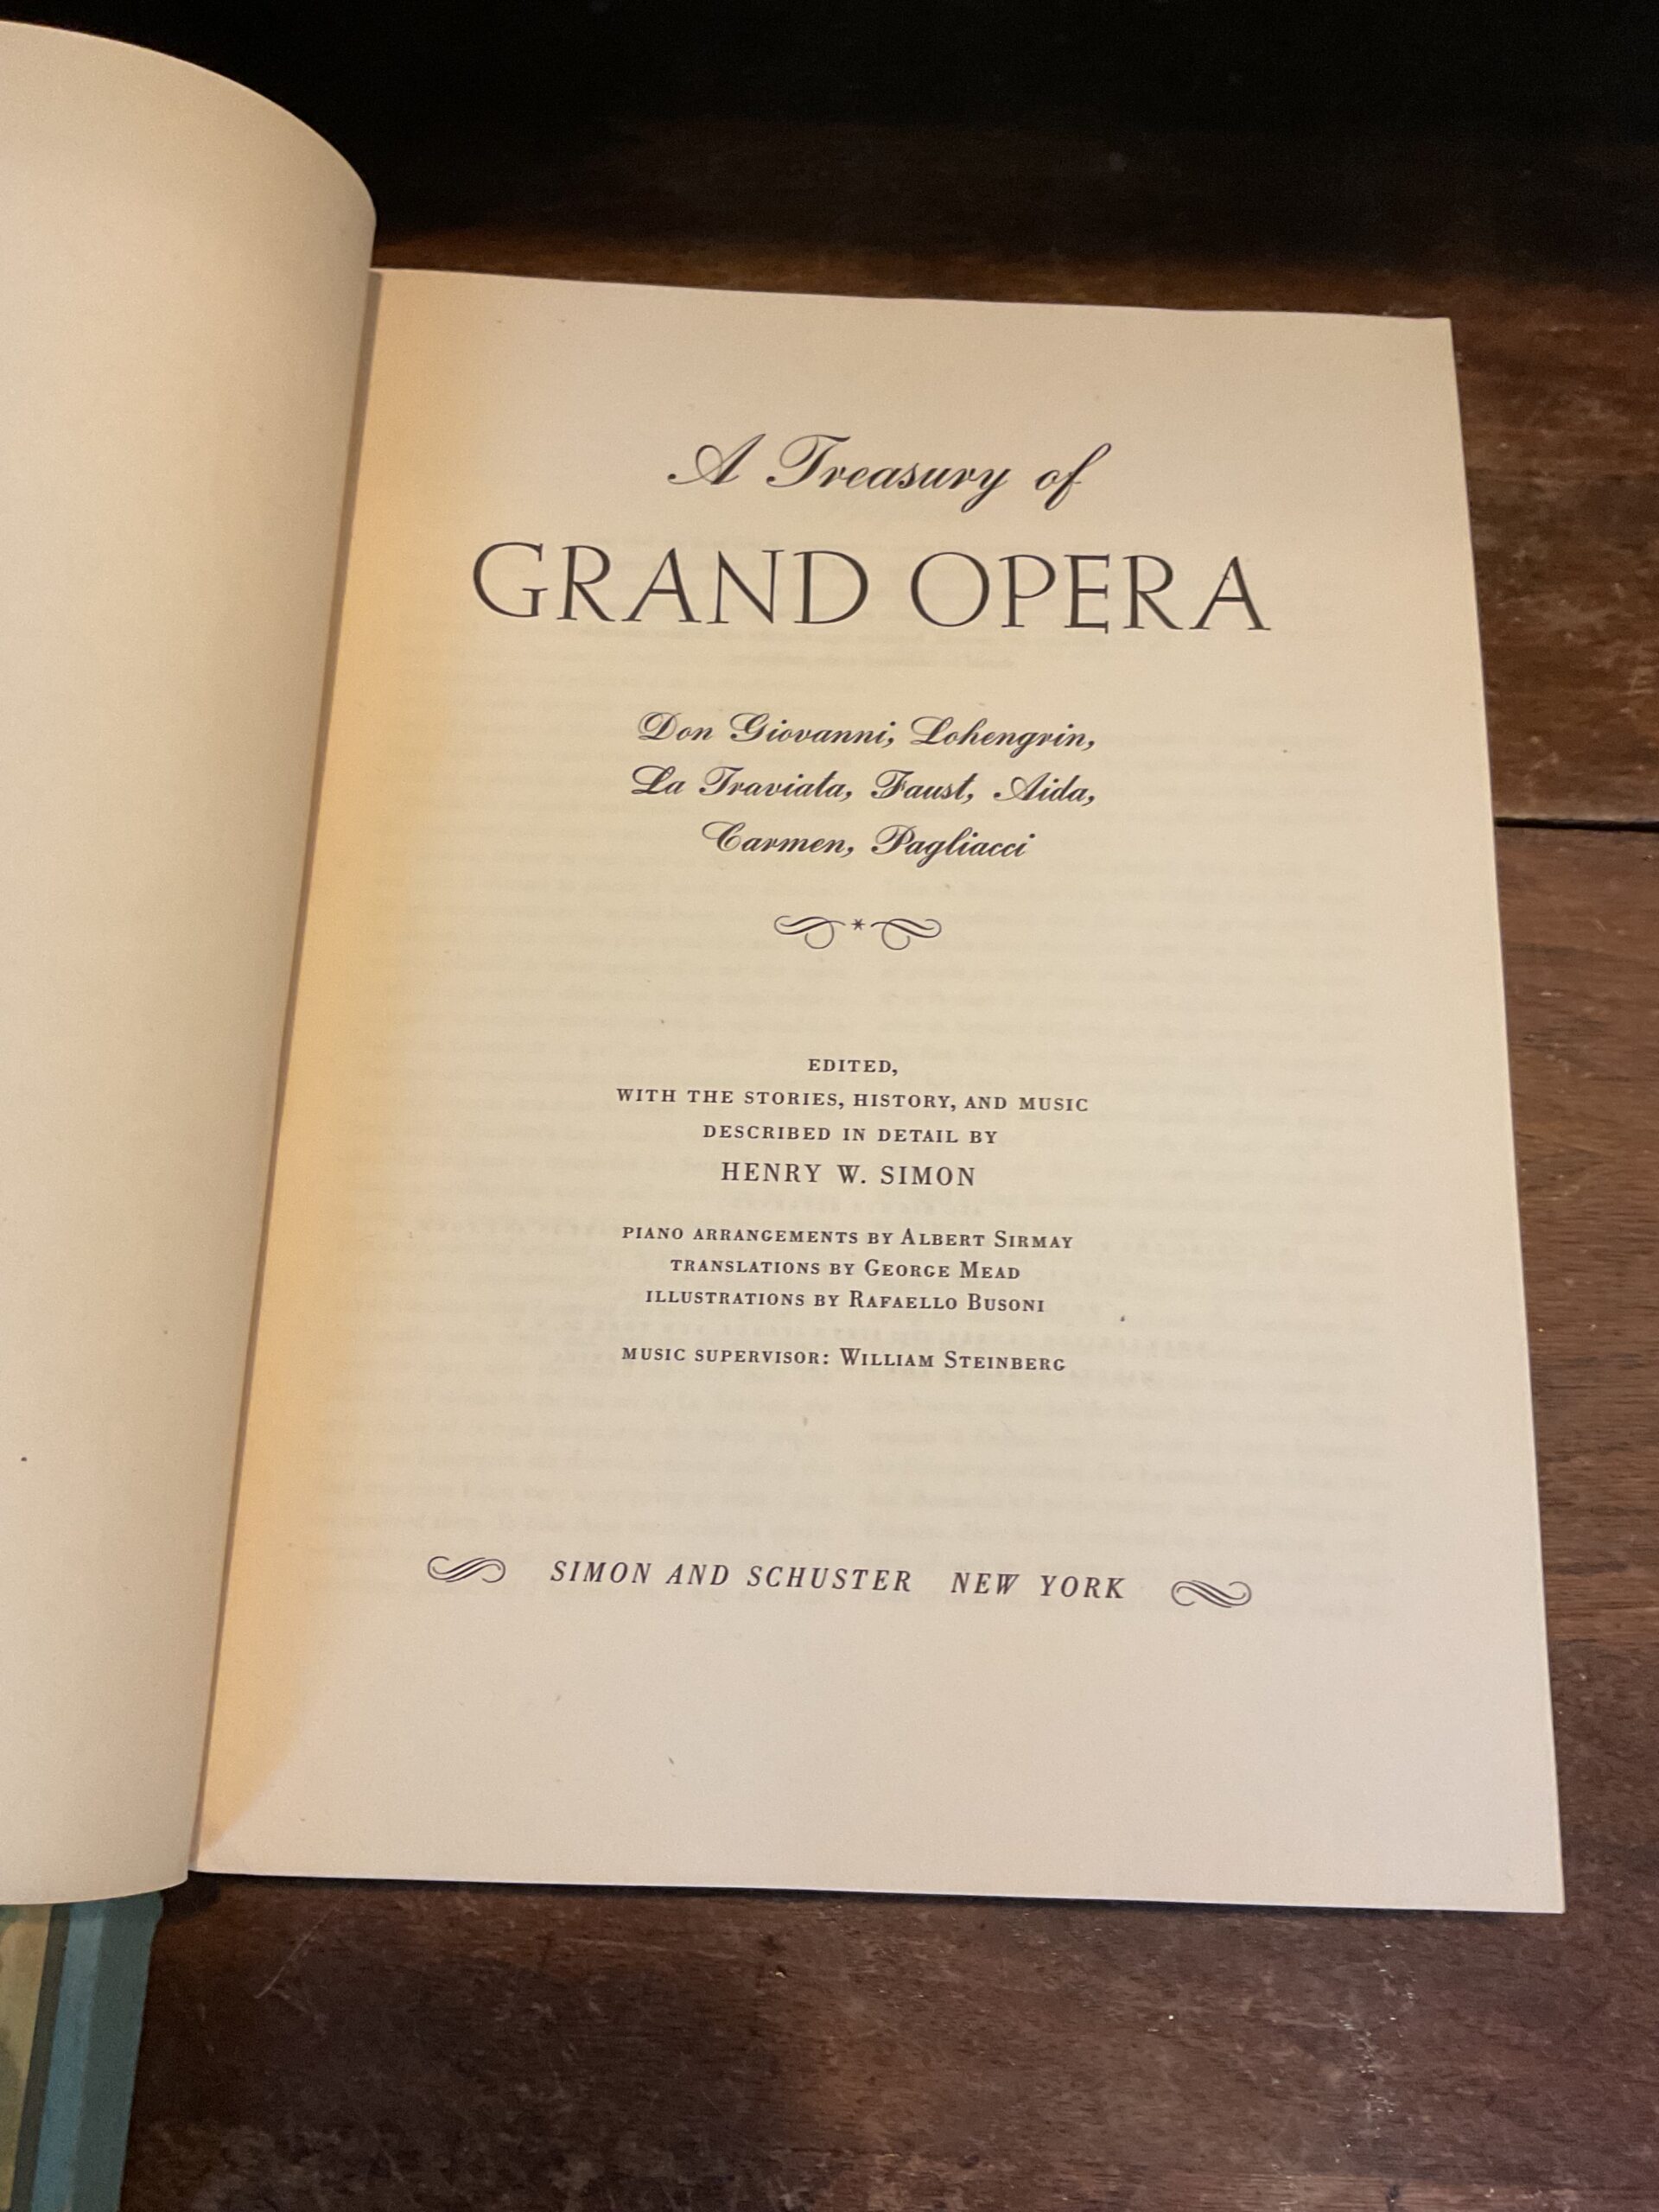 A Treasury of
GRAND OPERA
Don Giovanni, Lohengrin,
La Traviata, Faust, Aida,
Carmen, Pagliacci
EDITED,
WITH THE STORIES, HISTORY, AND MUSIC
DESCRIBED IN DETAIL BY
HENRY W. SIMON
PIANO ARRANGEMENTS BY ALBERT SIRMAY
TRANSLATIONS BY GEORGE MEAD
ILLUSTRATIONS BY RAFAELLO BUSONI
MUSIC SUPERVISOR: WILLIAM STEINBERG
SIMON AND SCHUSTER NEW YORK